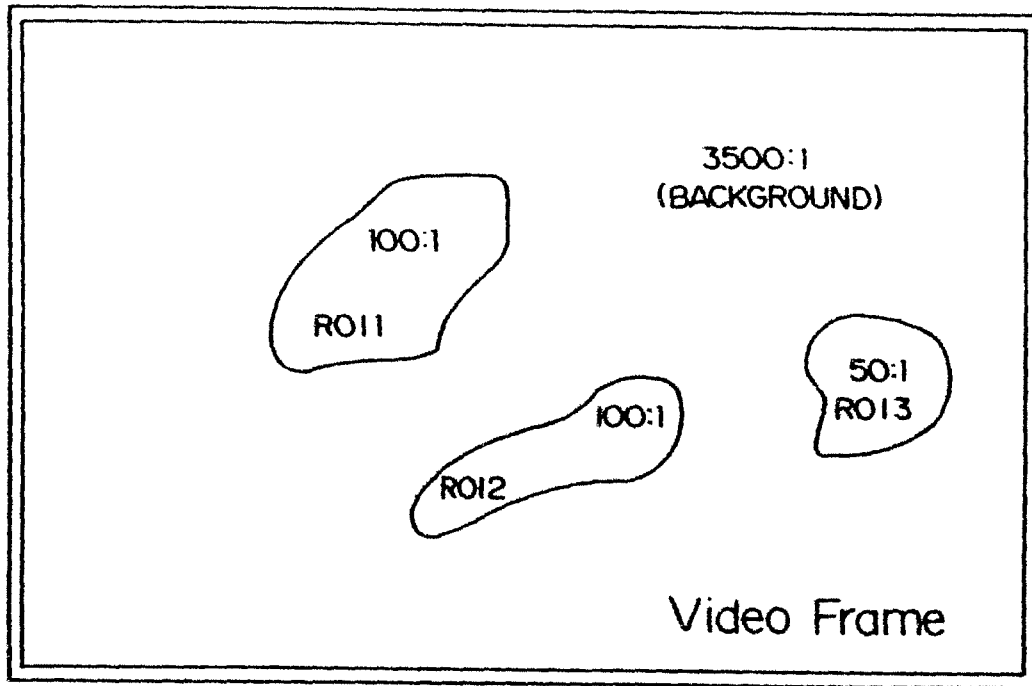 3500:1
(BACKGROUND)
100:1
ROI1
50:1
ROI3
100:1
ROI2
Video Frame